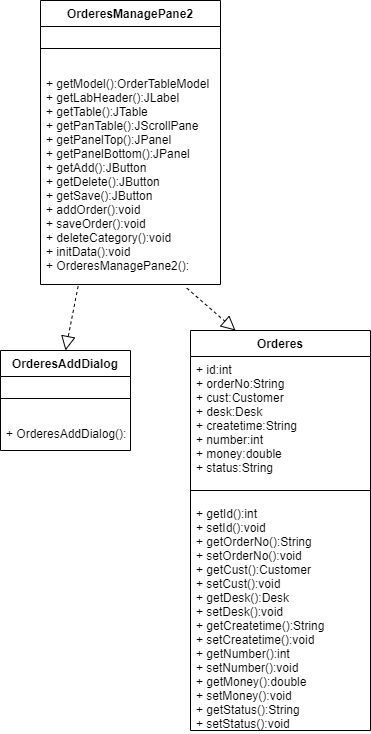 OrderesManagePane2
+ getModel():OrderTableModel
+ getLabHeader():JLabel
+ getTable():JTable
+ getPanTable():JScrollPane
+ getPanelTop():JPanel
+ getPanelBottom():JPanel
+ getAdd():JButton
+ getDelete():JButton
+ getSave():JButton
+ addOrder():void
+ saveOrder():void
+ deleteCategory():void
+ initData():void
+ OrderesManagePane2():
OrderesAddDialog
+ OrderesAddDialog():
Orderes
+ id:int
+ orderNo:String
+ cust:Customer
+ desk:Desk
+ createtime:String
+ number:int
+ money:double
+ status:String
+ getId():int
+ setId():void
+ getOrderNo():String
+ setOrderNo():void
+ getCust():Customer
+ setCust():void
+ getDesk():Desk
+ setDesk():void
+ getCreatetime():String
+ setCreatetime():void
+ getNumber():int
+ setNumber():void
+ getMoney():double
+ setMoney():void
+ getStatus():String
+ setStatus():void